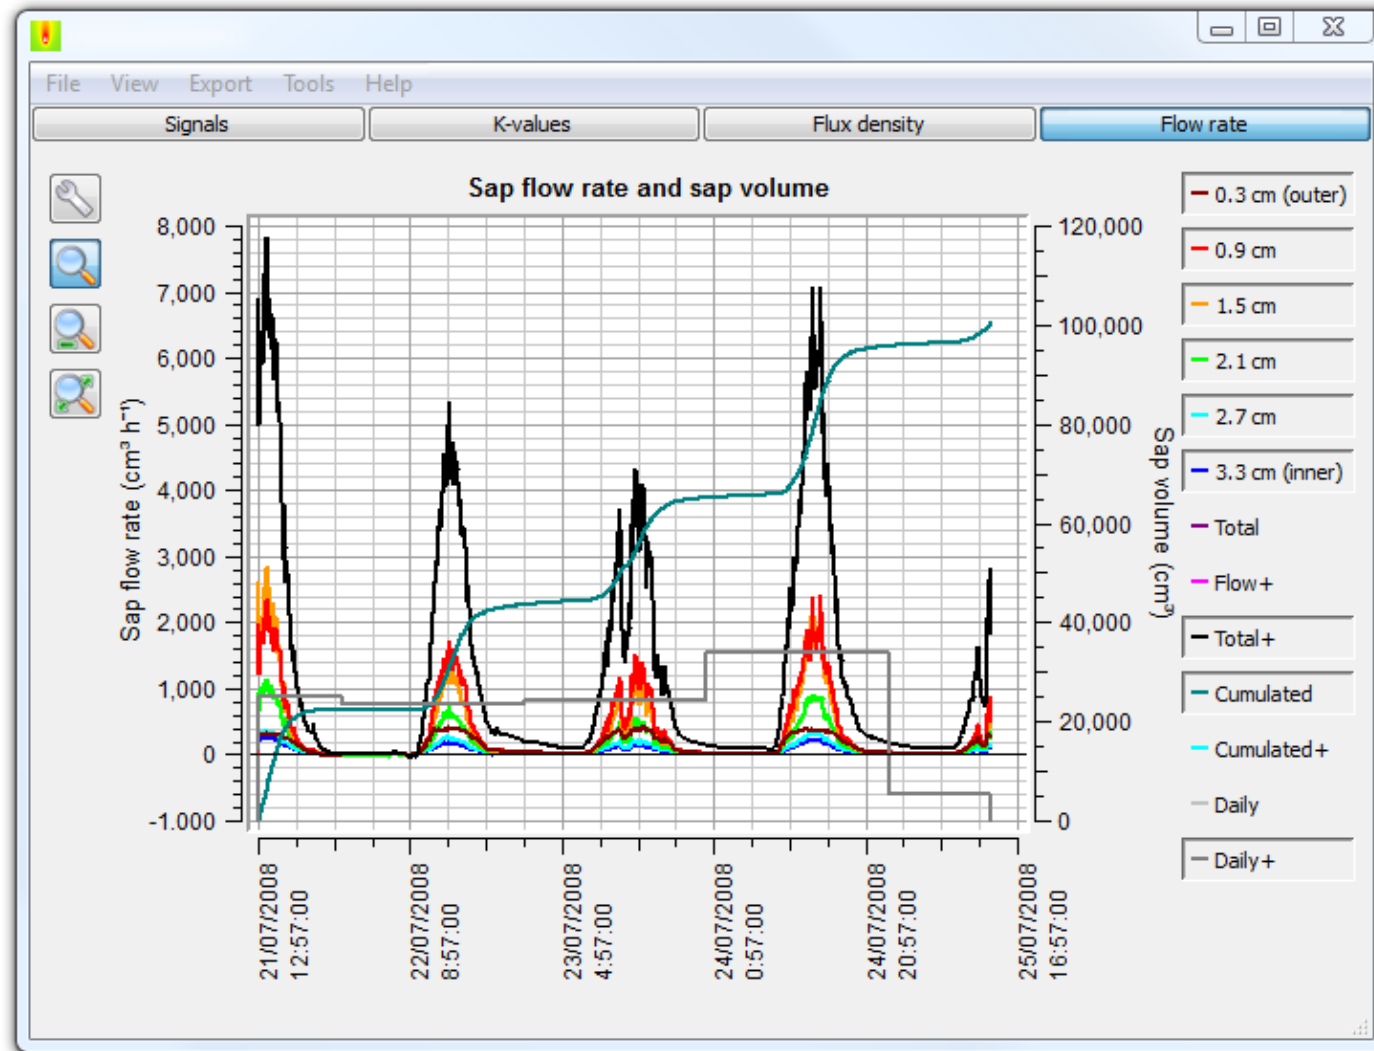 File View Export Tools Help
Signals K-values Flux density Flow rate
Sap flow rate and sap volume
8,000
7,000
6,000
5,000
4,000
3,000
2,000
1,000
0
-1.000
Sap flow rate (cm³ h⁻¹)
120,000
100,000
80,000
60,000
40,000
20,000
0
Sap volume (cm³)
21/07/2008
12:57:00
22/07/2008
8:57:00
23/07/2008
4:57:00
24/07/2008
0:57:00
24/07/2008
20:57:00
25/07/2008
16:57:00
0.3 cm (outer)
0.9 cm
1.5 cm
2.1 cm
2.7 cm
3.3 cm (inner)
Total
Flow+
Total+
Cumulated
Cumulated+
Daily
Daily+